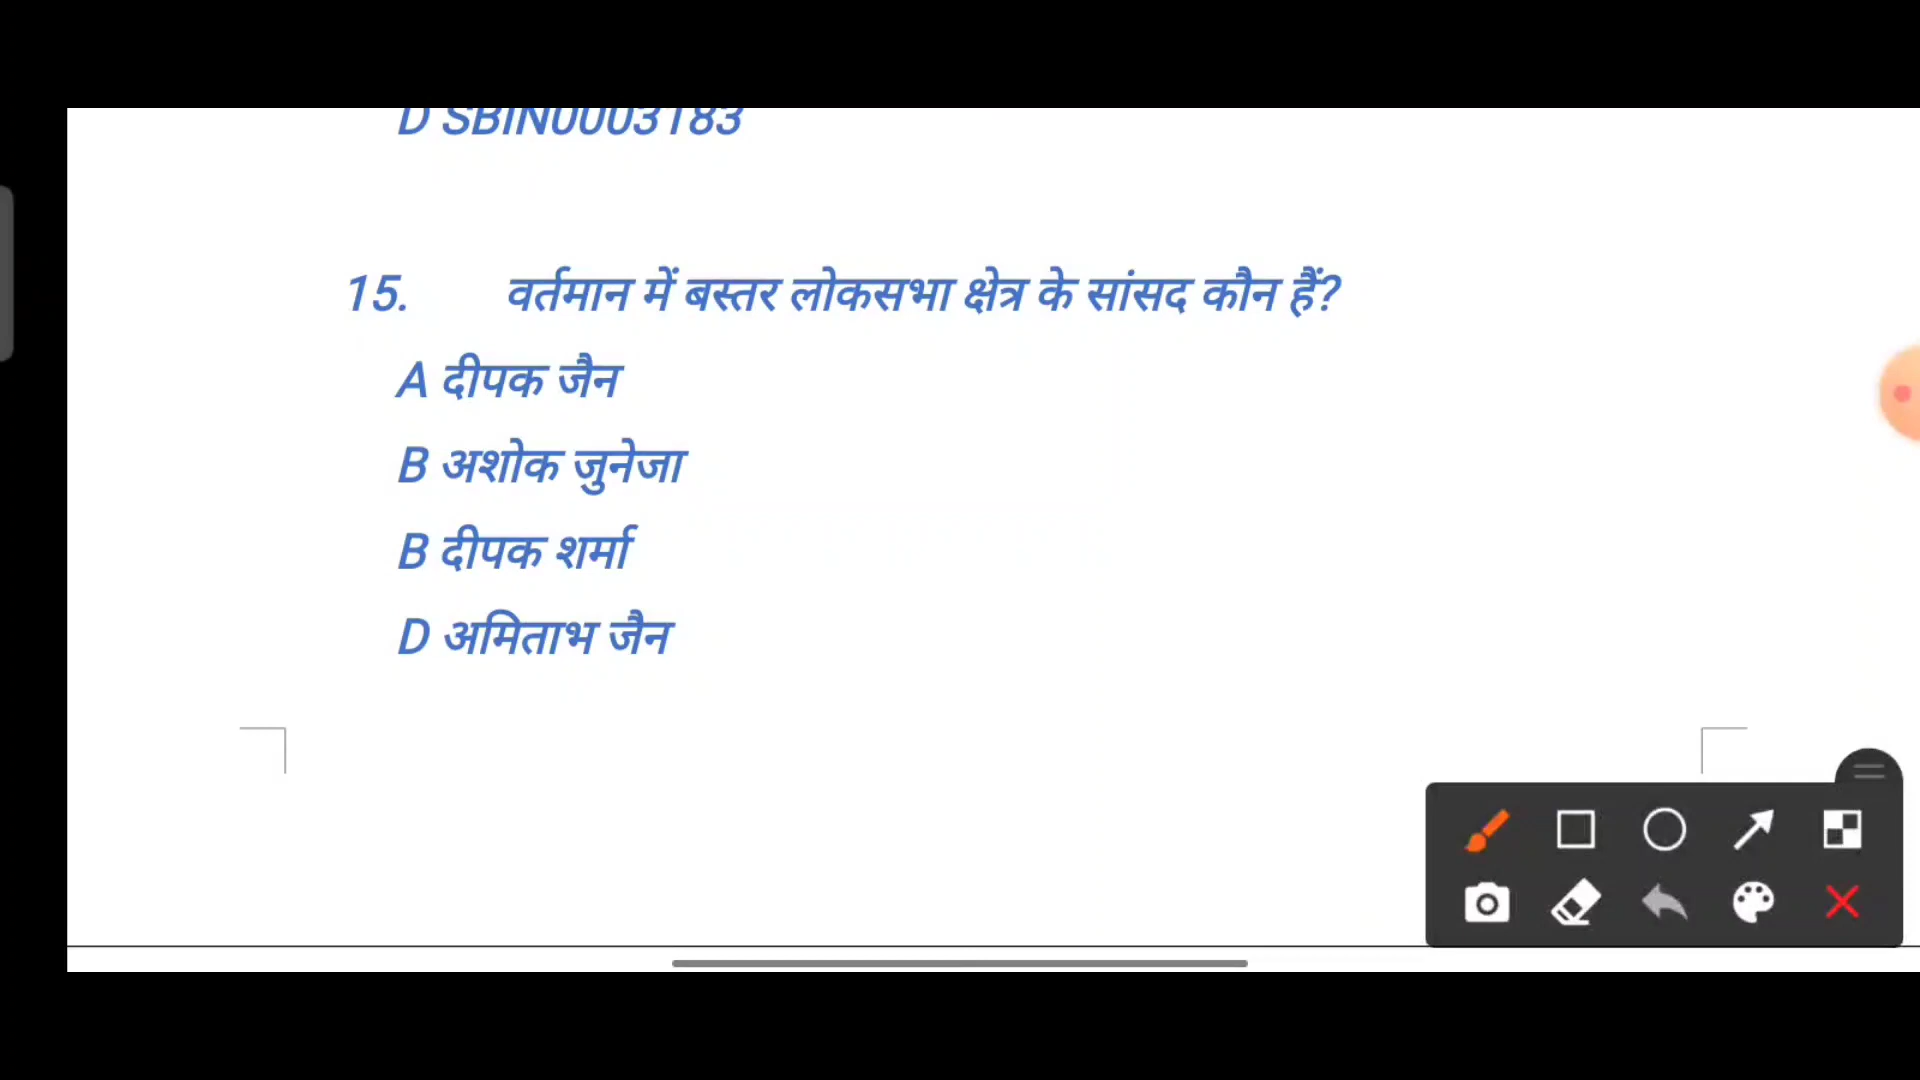 D SBIN0003183
15. वर्तमान में बस्तर लोकसभा क्षेत्र के सांसद कौन हैं?
A दीपक जैन
B अशोक जुनेजा
B दीपक शर्मा
D अमिताभ जैन